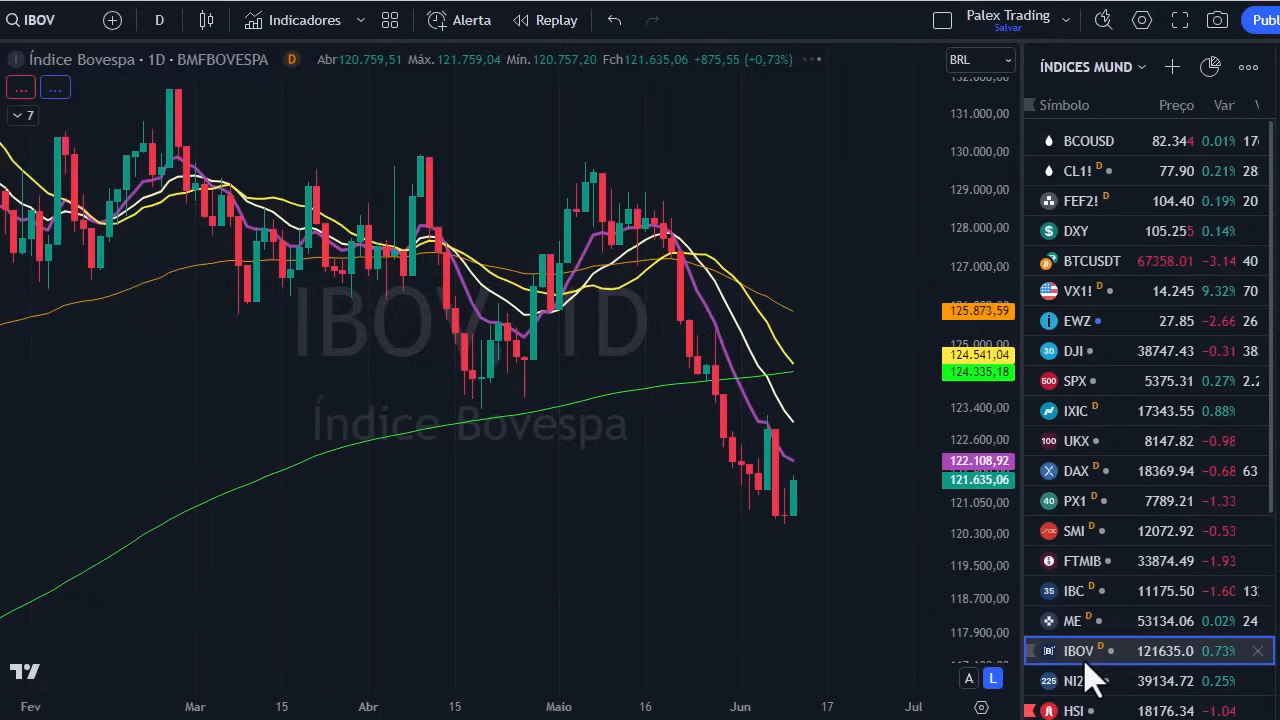 IBOV D Indicadores Alerta Replay Palex Trading Salvar Publ
Índice Bovespa · 1D · BMFBOVESPA D Abr120.759,51 Máx.121.759,04 Mín.120.757,20 Fch121.635,06 +875,55 (+0,73%)
... ...
7
BRL
132.000,00
131.000,00
130.000,00
129.000,00
128.000,00
127.000,00
125.873,59
125.000,00
124.541,04
124.335,18
123.400,00
122.600,00
122.108,92
121.635,06
121.050,00
120.300,00
119.500,00
118.700,00
117.900,00
IBOV, 1D
Índice Bovespa
A L
Fev Mar 15 Abr 15 Maio 16 Jun 17 Jul
ÍNDICES MUND
Símbolo Preço Var
BCOUSD 82.344 0.01% 17
CL1! D 77.90 0.21% 28
FEF2! D 104.40 0.19% 20
$ DXY 105.255 0.14%
BTCUSDT 67358.01 −3.14 40
VX1! D 14.245 9.32% 70
EWZ 27.85 −2.66 26
30 DJI 38747.43 −0.31 38
500 SPX 5375.31 0.27% 2.2
IXIC D 17343.55 0.88%
100 UKX 8147.82 −0.98
X DAX D 18369.94 −0.68 63
40 PX1 D 7789.21 −1.33
SMI D 12072.92 −0.53
FTMIB 33874.49 −1.93
35 IBC D 11175.50 −1.60 13
ME D 53134.06 0.02% 24
[B] IBOV D 121635.0 0.73%
225 NI2 39134.72 0.25%
HSI 18176.34 −1.04